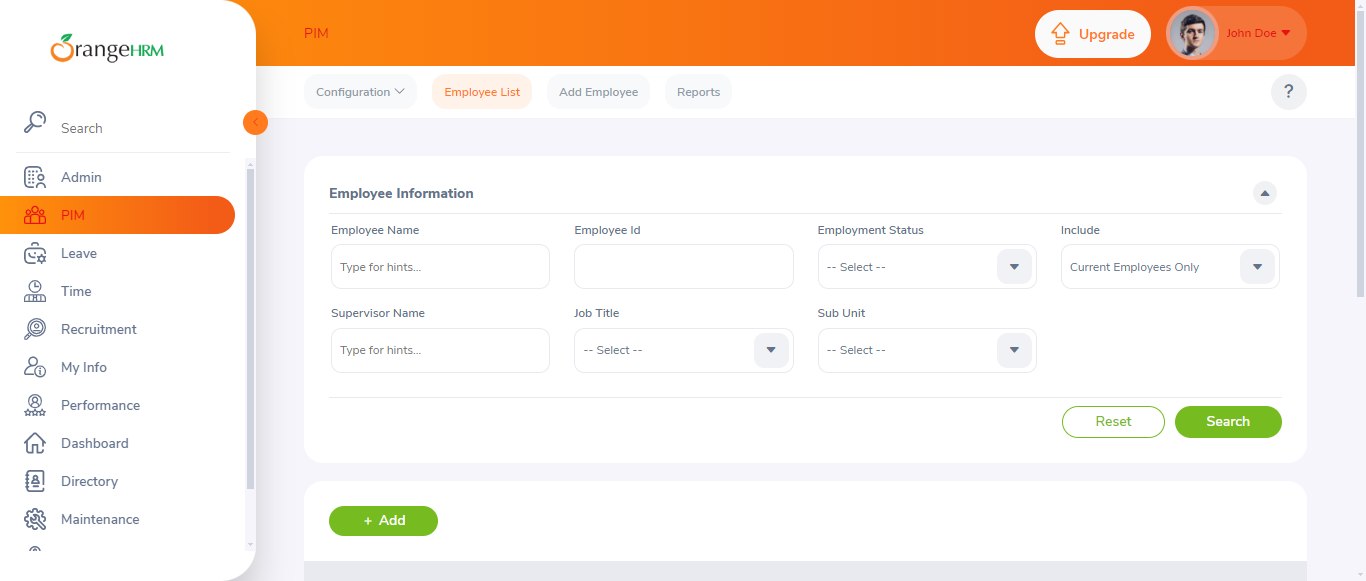 OrangeHRM
PIM
Upgrade
John Doe
Configuration
Employee List
Add Employee
Reports
?
Search
Admin
PIM
Leave
Time
Recruitment
My Info
Performance
Dashboard
Directory
Maintenance
Employee Information
Employee Name
Employee Id
Employment Status
Include
Type for hints...
-- Select --
Current Employees Only
Supervisor Name
Job Title
Sub Unit
Type for hints...
-- Select --
-- Select --
Reset
Search
+ Add